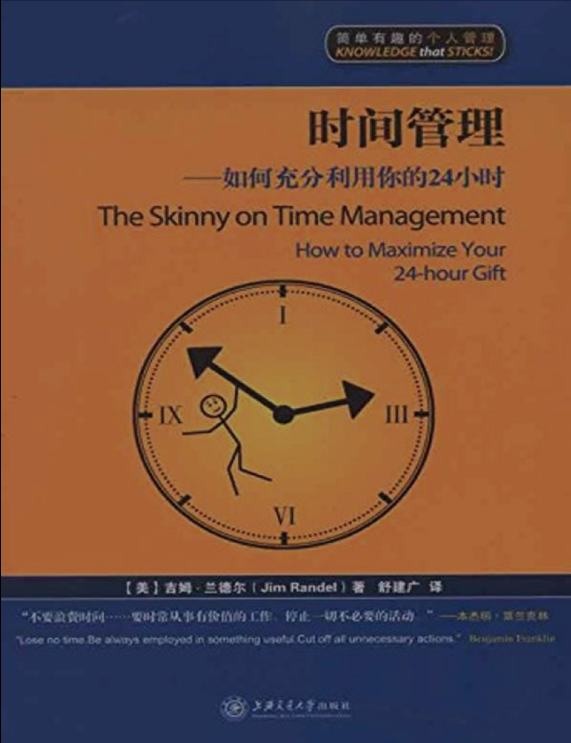 简单有趣的个人管理
KNOWLEDGE that STICKS!
时间管理
——如何充分利用你的24小时
The Skinny on Time Management
How to Maximize Your
24-hour Gift
I
IX
III
VI
【美】吉姆·兰德尔（Jim Randel）著 舒建广 译
“不要浪费时间……要时常从事有价值的工作、停止一切不必要的活动。”——本杰明·富兰克林
"Lose no time.Be always employed in something useful.Cut off all unnecessary actions." Benjamin Franklin
上海交通大学出版社